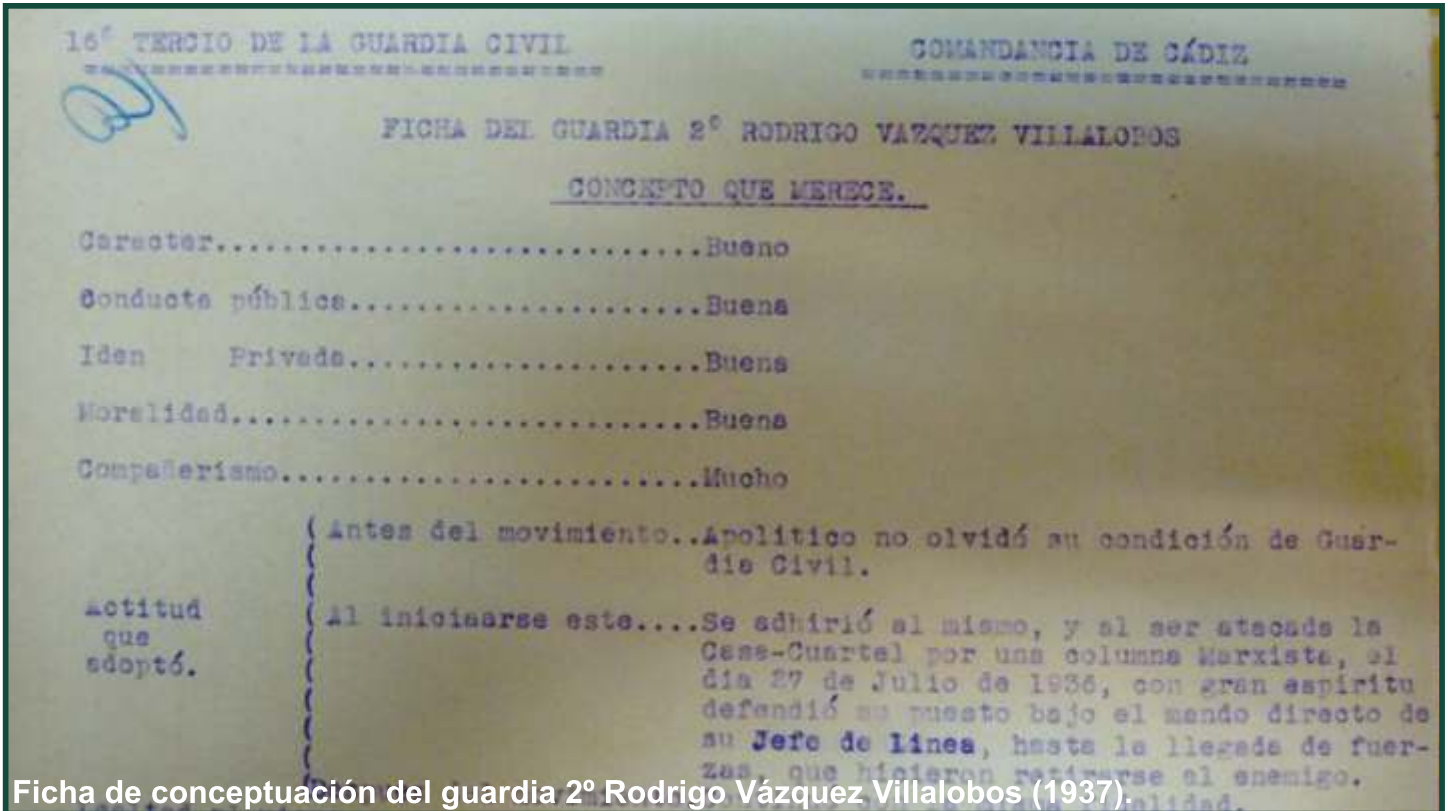 16º TERCIO DE LA GUARDIA CIVIL
COMANDANCIA DE CÁDIZ
FICHA DEL GUARDIA 2º RODRIGO VAZQUEZ VILLALOBOS
CONCEPTO QUE MERECE.
Caracter..............................Bueno
Conducta pública......................Buena
Iden Privada......................Buena
Moralidad.............................Buena
Compañerismo..........................Mucho
Actitud que adoptó.
(Antes del movimiento..Apolitico no olvidó su condición de Guar-
dia Civil.
(Al iniciaarse este....Se adhirió al mismo, y al ser atacada la
Casa-Cuartel por una columna Marxista, el
dia 27 de Julio de 1936, con gran espiritu
defendió su puesto bajo el mando directo de
su Jefe de Linea, hasta la llegada de fuer-
zas, que hicieron retirarse al enemigo.
Ficha de conceptuación del guardia 2º Rodrigo Vázquez Villalobos (1937).